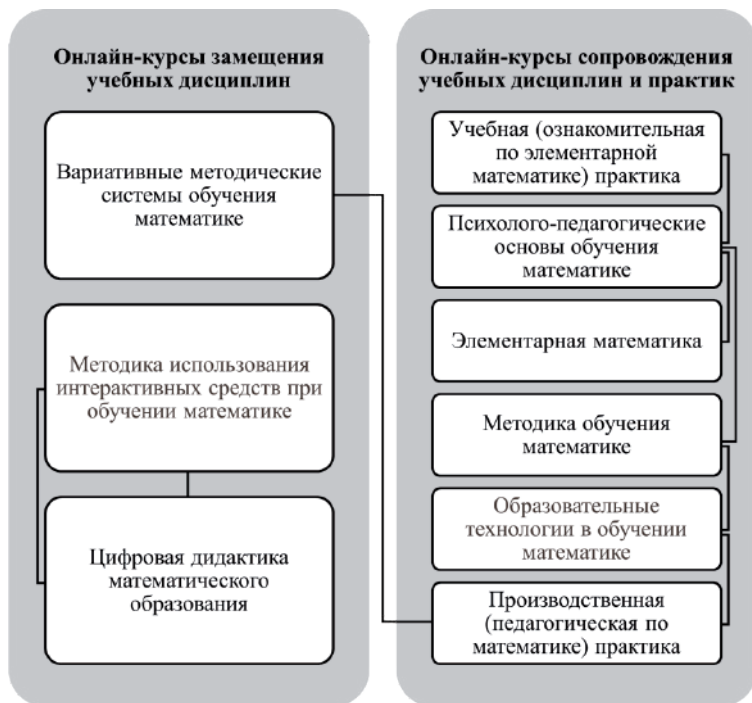 Онлайн-курсы замещения
учебных дисциплин
Вариативные методические
системы обучения
математике
Методика использования
интерактивных средств при
обучении математике
Цифровая дидактика
математического
образования
Онлайн-курсы сопровождения
учебных дисциплин и практик
Учебная (ознакомительная
по элементарной
математике) практика
Психолого-педагогические
основы обучения
математике
Элементарная математика
Методика обучения
математике
Образовательные
технологии в обучении
математике
Производственная
(педагогическая по
математике) практика